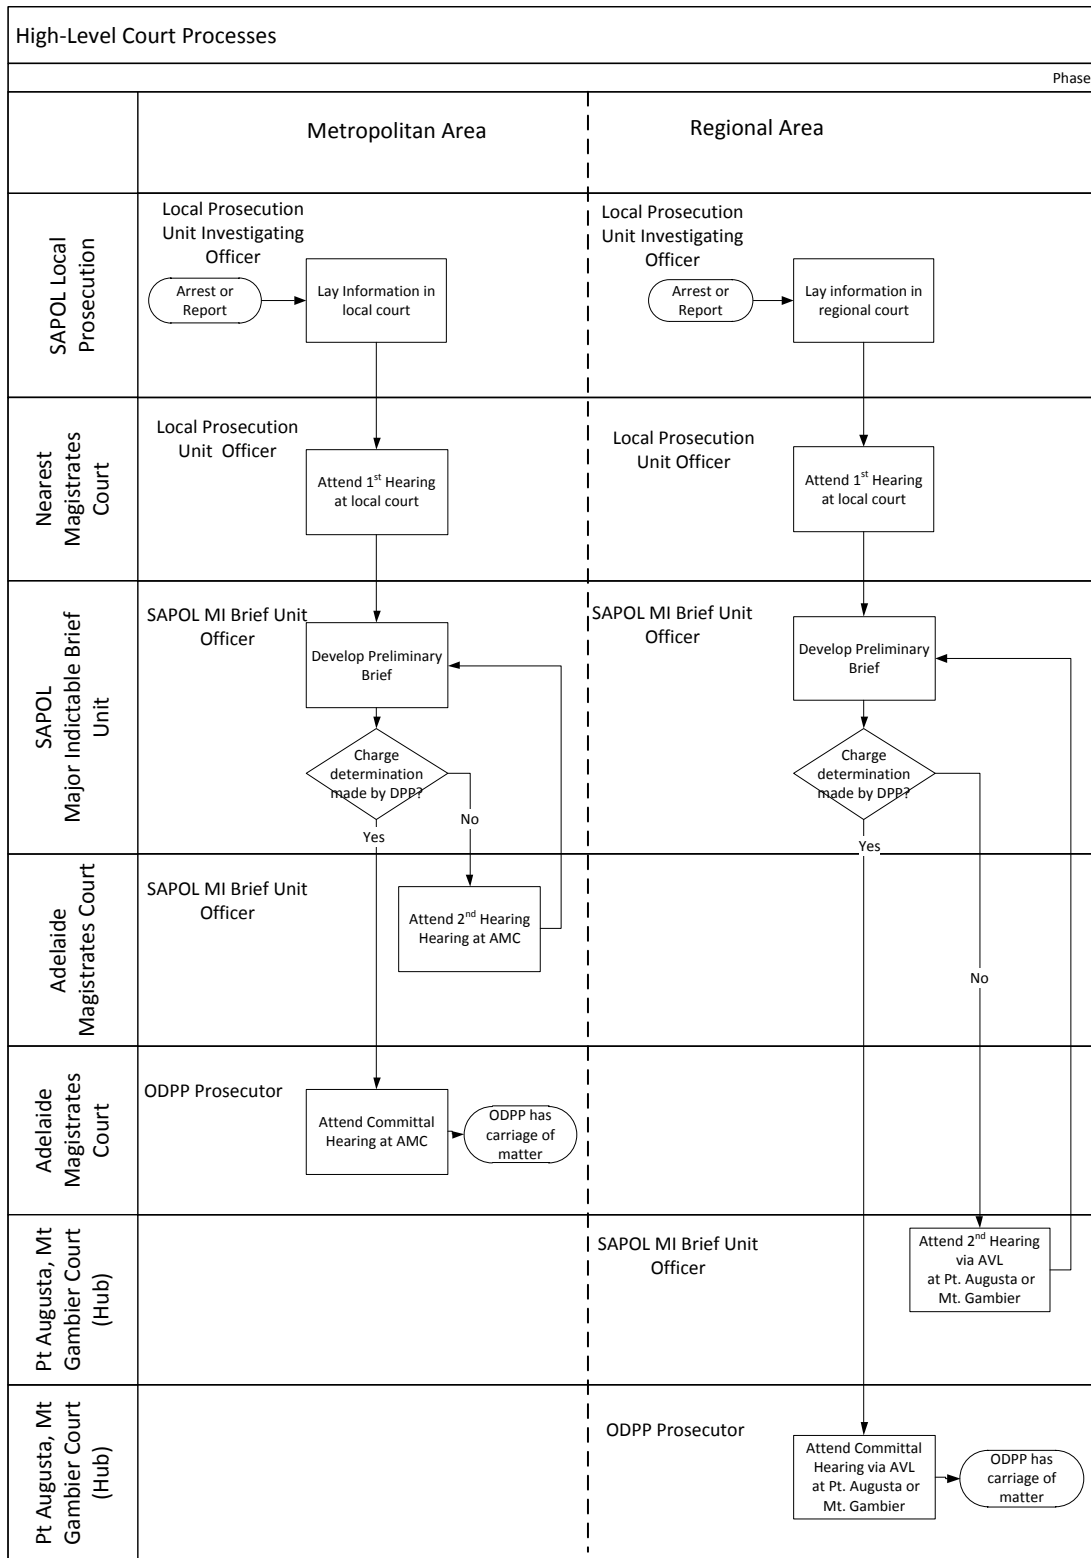 High-Level Court Processes
Phase
Metropolitan Area
Regional Area
SAPOL Local
Prosecution
Local Prosecution
Unit Investigating
Officer
Arrest or
Report
Lay Information in
local court
Local Prosecution
Unit Investigating
Officer
Arrest or
Report
Lay information in
regional court
Nearest
Magistrates
Court
Local Prosecution
Unit Officer
Attend 1st Hearing
at local court
Local Prosecution
Unit Officer
Attend 1st Hearing
at local court
SAPOL
Major Indictable Brief
Unit
SAPOL MI Brief Unit
Officer
Develop Preliminary
Brief
Charge
determination
made by DPP?
Yes
No
SAPOL MI Brief Unit
Officer
Develop Preliminary
Brief
Charge
determination
made by DPP?
Yes
No
Adelaide
Magistrates Court
SAPOL MI Brief Unit
Officer
Attend 2nd Hearing
Hearing at AMC
Adelaide
Magistrates
Court
ODPP Prosecutor
Attend Committal
Hearing at AMC
ODPP has
carriage of
matter
Pt Augusta, Mt
Gambier Court
(Hub)
SAPOL MI Brief Unit
Officer
Attend 2nd Hearing
via AVL
at Pt. Augusta or
Mt. Gambier
Pt Augusta, Mt
Gambier Court
(Hub)
ODPP Prosecutor
Attend Committal
Hearing via AVL
at Pt. Augusta or
Mt. Gambier
ODPP has
carriage of
matter